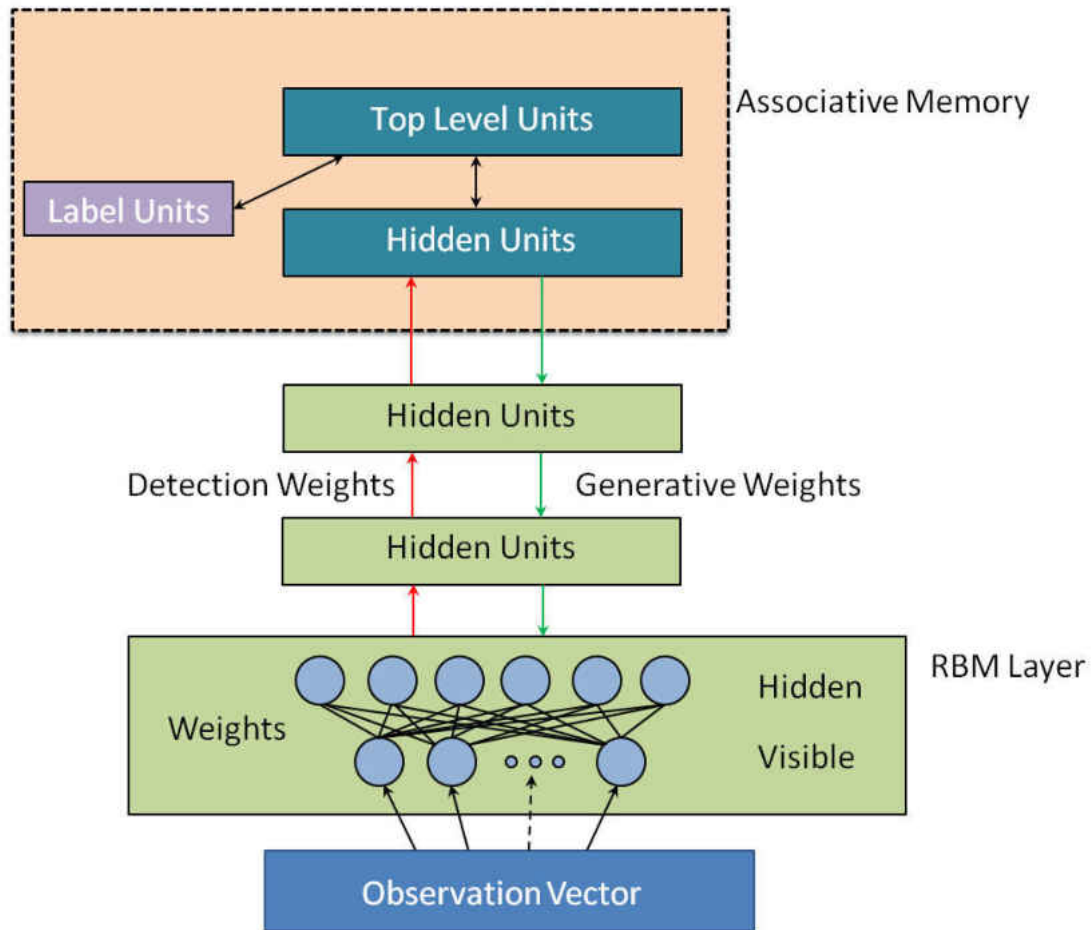 Top Level Units
Associative Memory
Label Units
Hidden Units
Hidden Units
Detection Weights
Generative Weights
Hidden Units
RBM Layer
Hidden
Weights
Visible
Observation Vector